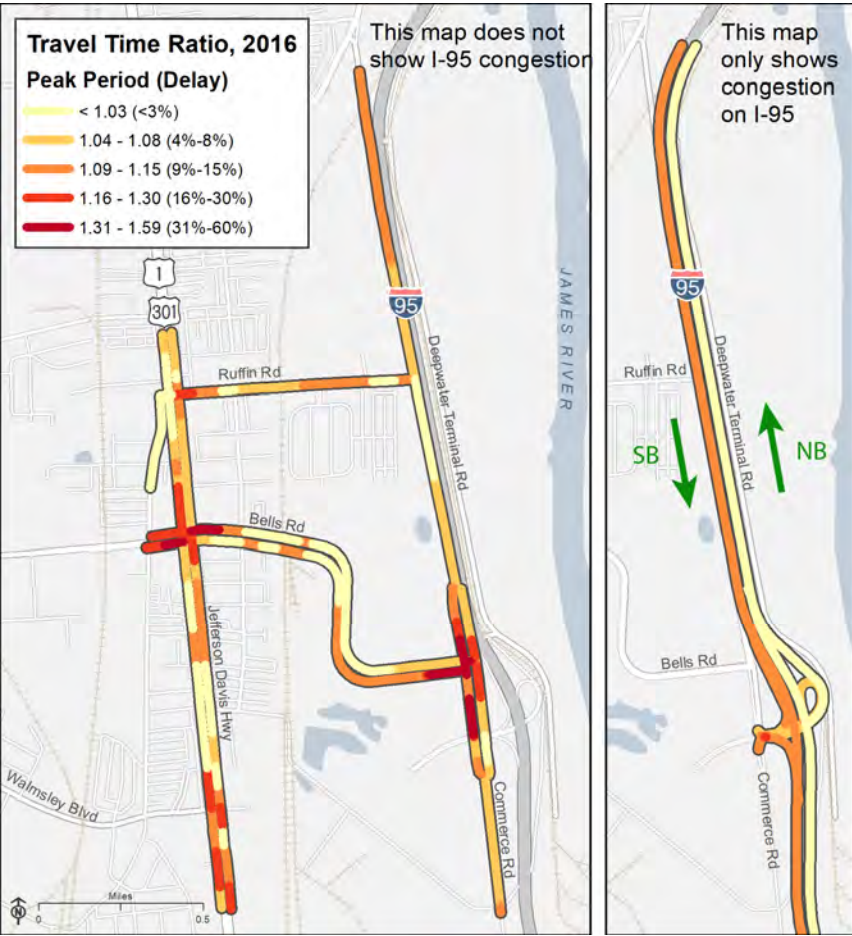 Travel Time Ratio, 2016
Peak Period (Delay)
< 1.03 (<3%)
1.04 - 1.08 (4%-8%)
1.09 - 1.15 (9%-15%)
1.16 - 1.30 (16%-30%)
1.31 - 1.59 (31%-60%)
This map does not
show I-95 congestion
1
301
95
JAMES RIVER
Ruffin Rd
Deepwater Terminal Rd
Bells Rd
Jefferson Davis Hwy
Walmsley Blvd
Commerce Rd
N
Miles
0
0.5
This map
only shows
congestion
on I-95
95
Ruffin Rd
Deepwater Terminal Rd
SB
NB
Bells Rd
Commerce Rd